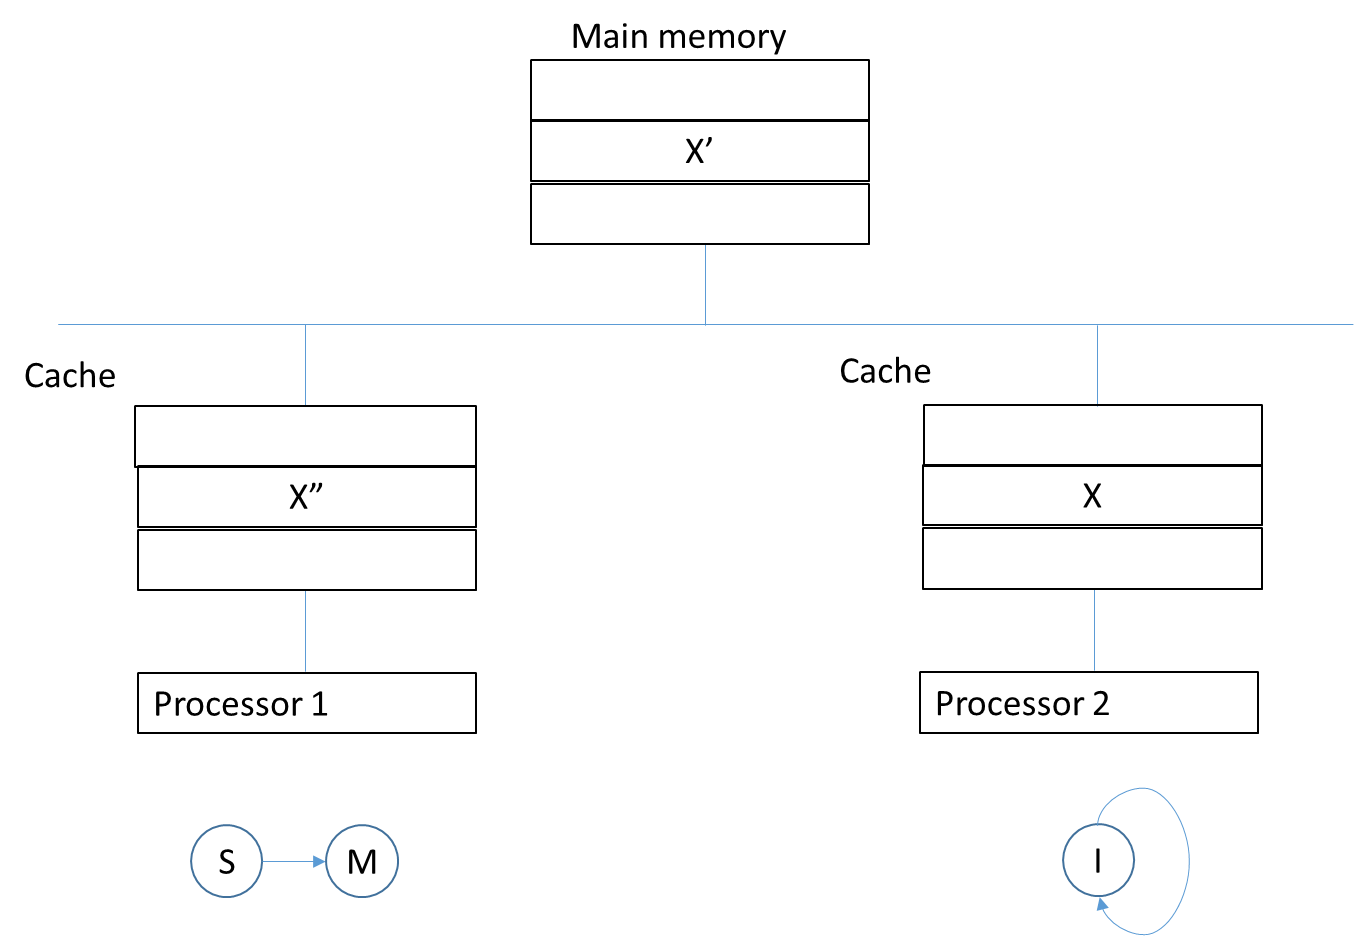 Main memory
X’
Cache
Cache
X”
X
Processor 1
Processor 2
S
M
I